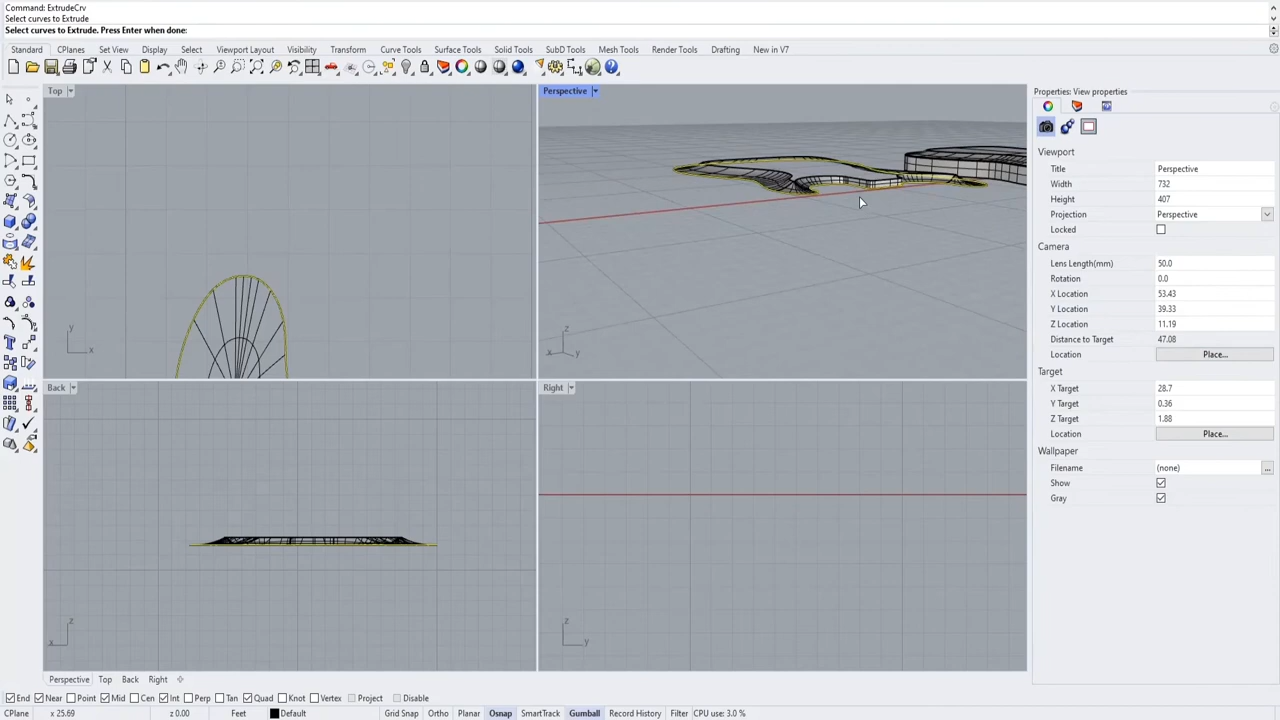 Command: ExtrudeCrv
Select curves to Extrude
Select curves to Extrude. Press Enter when done:
Standard CPlanes Set View Display Select Viewport Layout Visibility Transform Curve Tools Surface Tools Solid Tools SubD Tools Mesh Tools Render Tools Drafting New in V7
Top
Perspective
Properties: View properties
Viewport
Title Perspective
Width 732
Height 407
Projection Perspective
Locked
Camera
Lens Length(mm) 50.0
Rotation 0.0
X Location 53.43
Y Location 39.33
Z Location 11.19
Distance to Target 47.08
Location Place...
Target
X Target 28.7
Y Target 0.36
Z Target 1.88
Location Place...
Wallpaper
Filename (none) ...
Show
Gray
y
x
z
x
y
Back
Right
z
x
z
y
Perspective Top Back Right
End Near Point Mid Cen Int Perp Tan Quad Knot Vertex Project Disable
CPlane x 25.69 z 0.00 Feet Default Grid Snap Ortho Planar Osnap SmartTrack Gumball Record History Filter CPU use: 3.0 %